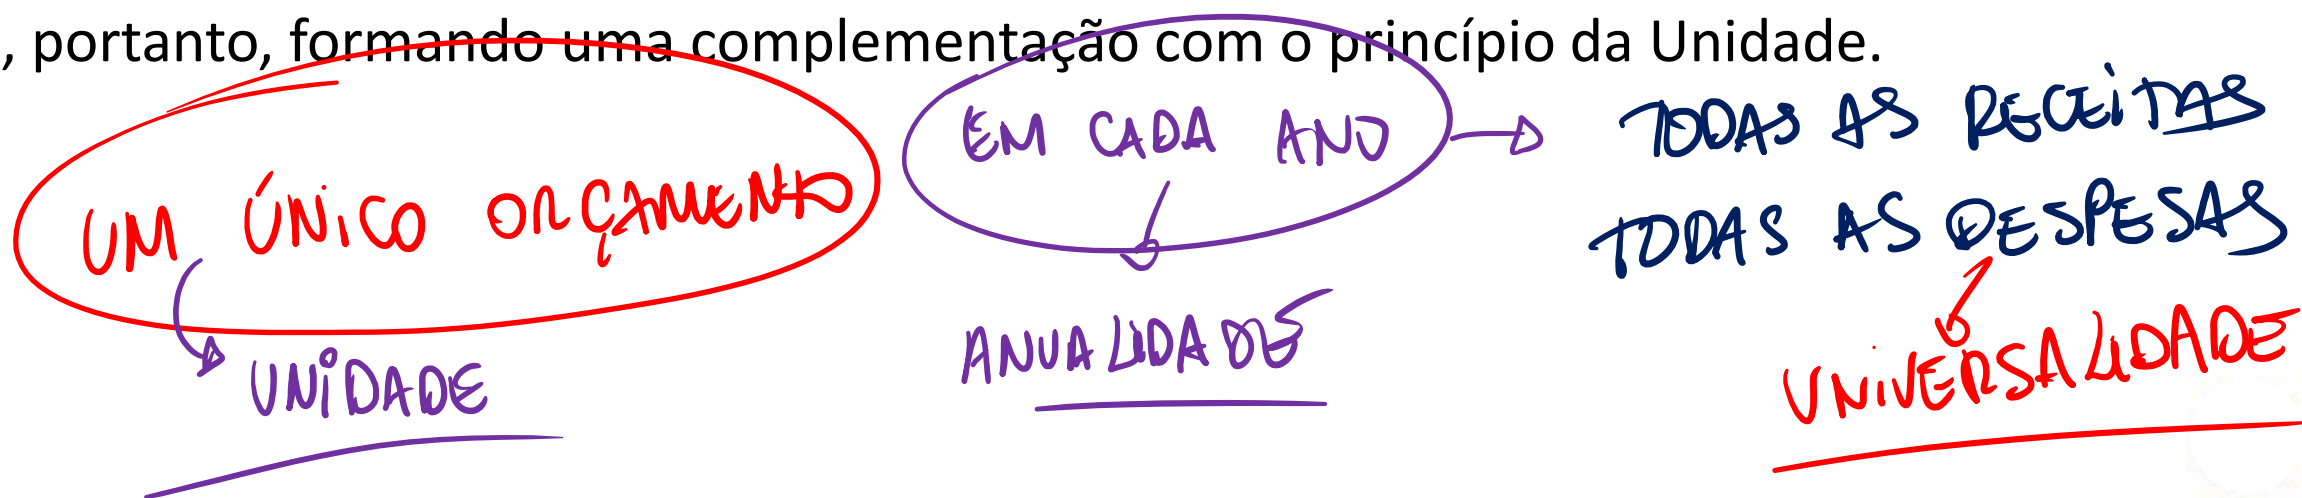 , portanto, formando uma complementação com o princípio da Unidade.
UM ÚNICO ORÇAMENTO
EM CADA ANO
TODAS AS RECEITAS
TODAS AS DESPESAS
UNIDADE
ANUALIDADE
UNIVERSALIDADE